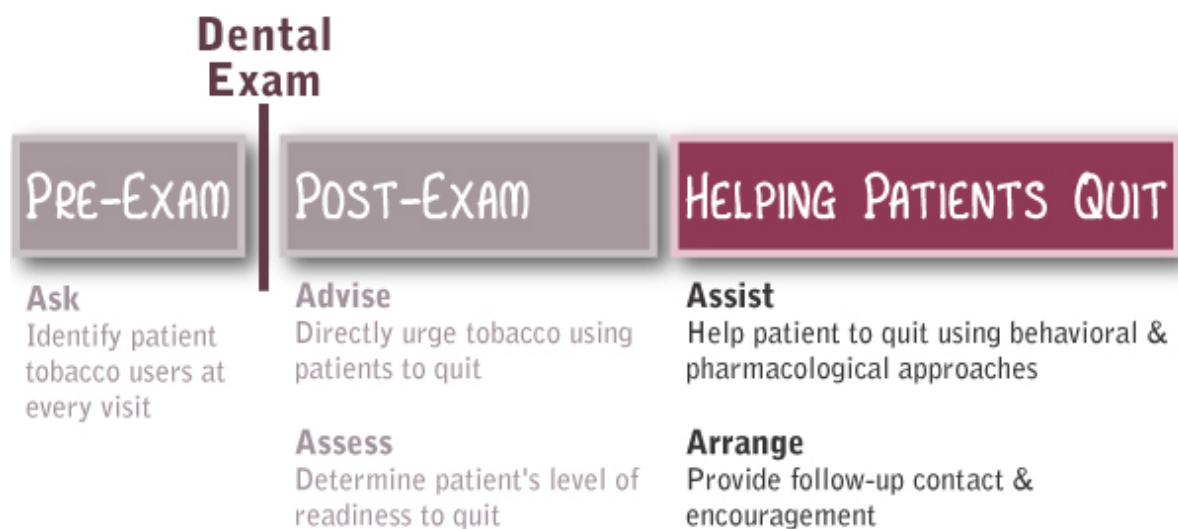 Dental
Exam
PRE-EXAM
Ask
Identify patient
tobacco users at
every visit
POST-EXAM
Advise
Directly urge tobacco using
patients to quit
Assess
Determine patient's level of
readiness to quit
HELPING PATIENTS QUIT
Assist
Help patient to quit using behavioral &
pharmacological approaches
Arrange
Provide follow-up contact &
encouragement